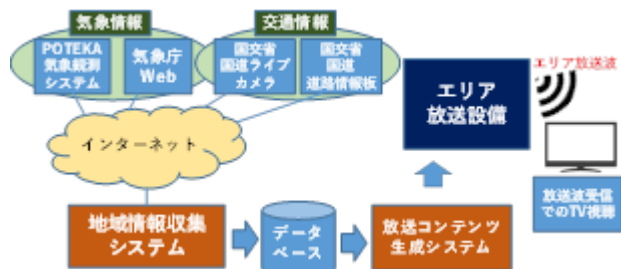 気象情報
交通情報
POTEKA
気象観測
システム
気象庁
Web
国交省
国道ライブ
カメラ
国交省
国道
道路情報板
インターネット
エリア
放送設備
エリア放送波
放送波受信
でのTV視聴
地域情報収集
システム
データ
ベース
放送コンテンツ
生成システム